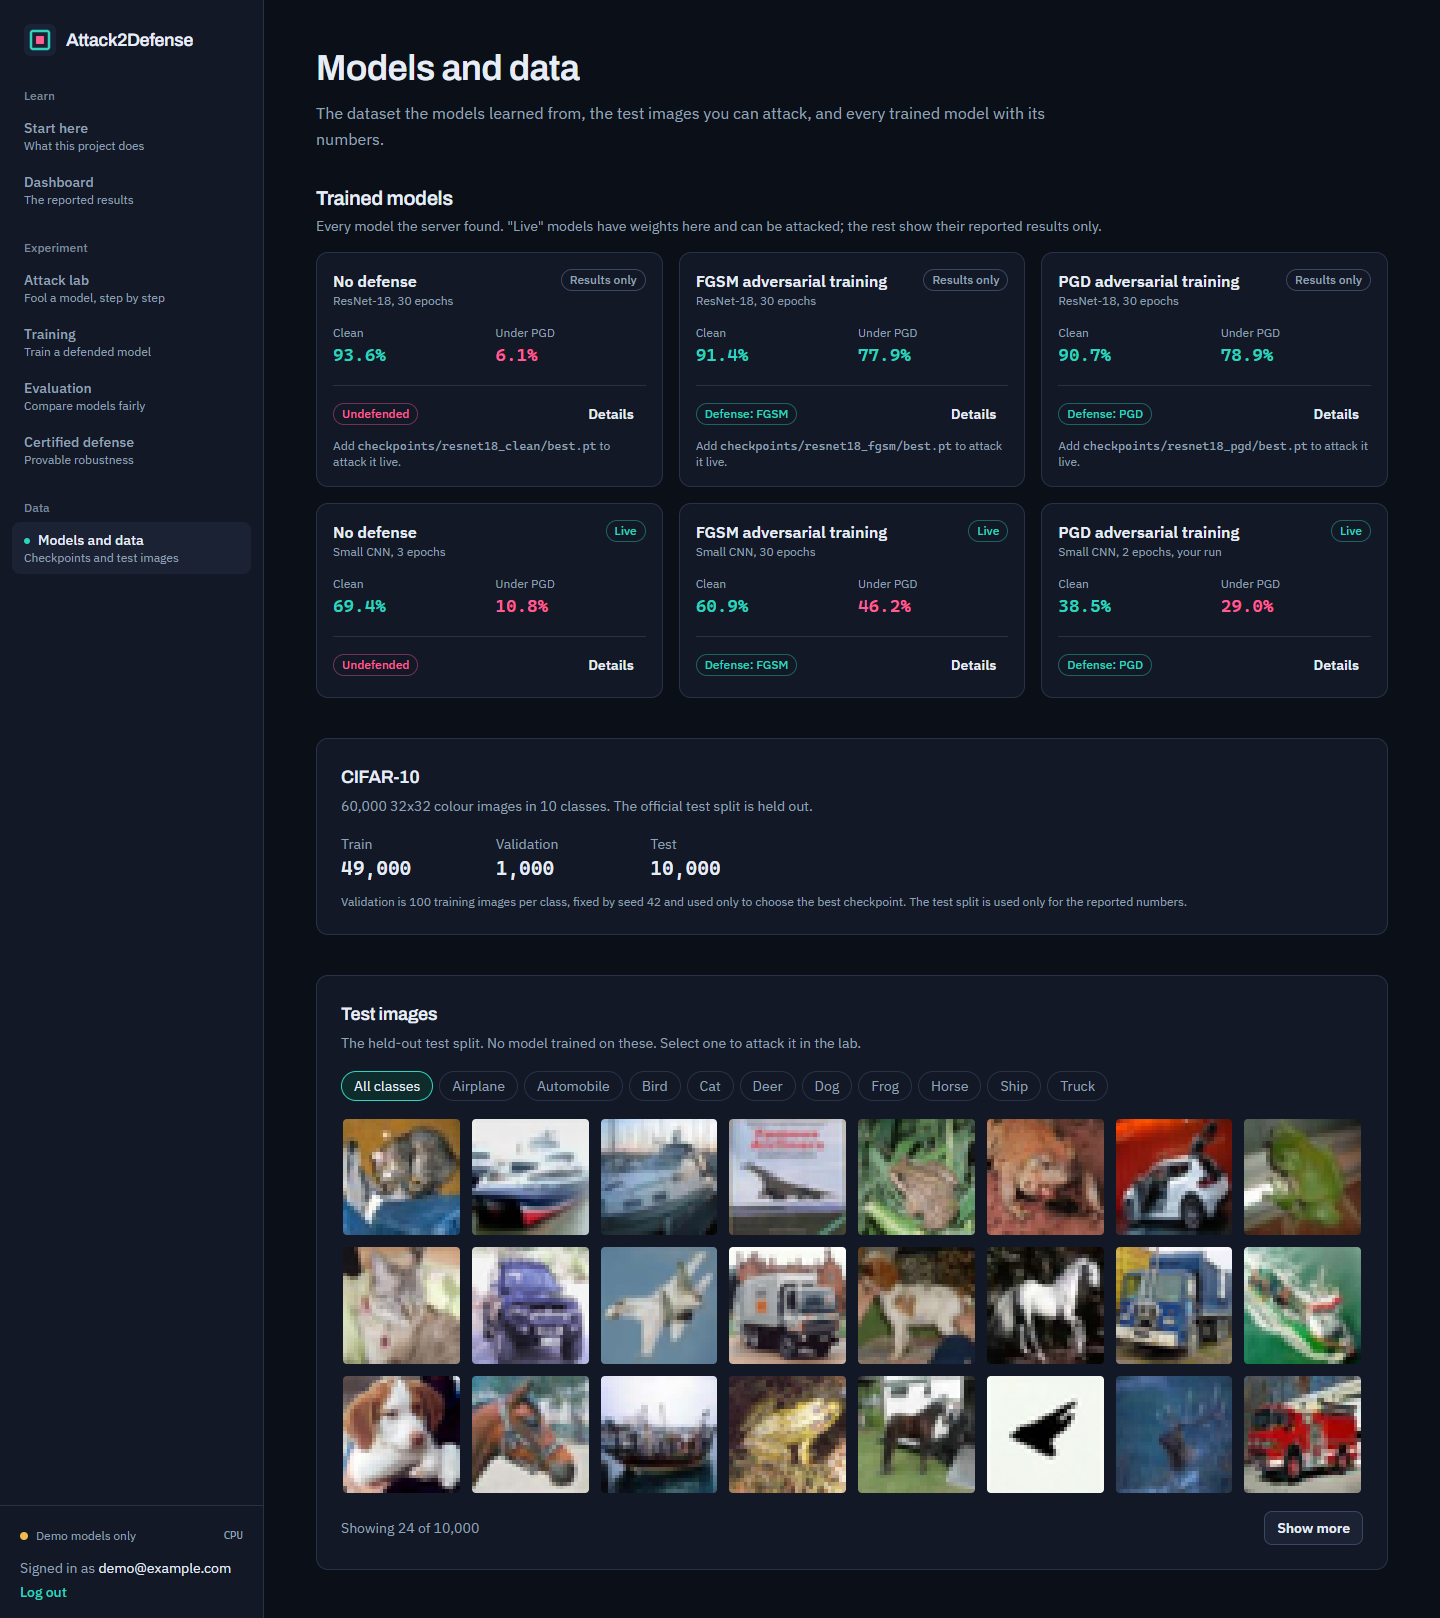 Attack2Defense
Learn
Start here
What this project does
Dashboard
The reported results
Experiment
Attack lab
Fool a model, step by step
Training
Train a defended model
Evaluation
Compare models fairly
Certified defense
Provable robustness
Data
Models and data
Checkpoints and test images
Demo models only
CPU
Signed in as demo@example.com
Log out
Models and data
The dataset the models learned from, the test images you can attack, and every trained model with its
numbers.
Trained models
Every model the server found. "Live" models have weights here and can be attacked; the rest show their reported results only.
No defense
Results only
ResNet-18, 30 epochs
Clean
Under PGD
93.6%
6.1%
Undefended
Details
Add checkpoints/resnet18_clean/best.pt to
attack it live.
FGSM adversarial training
Results only
ResNet-18, 30 epochs
Clean
Under PGD
91.4%
77.9%
Defense: FGSM
Details
Add checkpoints/resnet18_fgsm/best.pt to attack
it live.
PGD adversarial training
Results only
ResNet-18, 30 epochs
Clean
Under PGD
90.7%
78.9%
Defense: PGD
Details
Add checkpoints/resnet18_pgd/best.pt to attack it
live.
No defense
Live
Small CNN, 3 epochs
Clean
Under PGD
69.4%
10.8%
Undefended
Details
FGSM adversarial training
Live
Small CNN, 30 epochs
Clean
Under PGD
60.9%
46.2%
Defense: FGSM
Details
PGD adversarial training
Live
Small CNN, 2 epochs, your run
Clean
Under PGD
38.5%
29.0%
Defense: PGD
Details
CIFAR-10
60,000 32x32 colour images in 10 classes. The official test split is held out.
Train
Validation
Test
49,000
1,000
10,000
Validation is 100 training images per class, fixed by seed 42 and used only to choose the best checkpoint. The test split is used only for the reported numbers.
Test images
The held-out test split. No model trained on these. Select one to attack it in the lab.
All classes
Airplane
Automobile
Bird
Cat
Deer
Dog
Frog
Horse
Ship
Truck
Showing 24 of 10,000
Show more